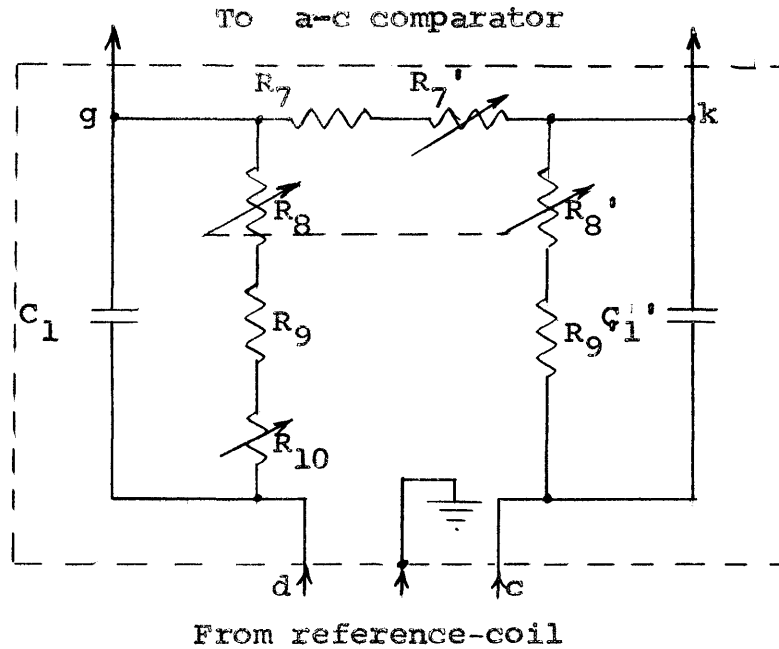 To a-c comparator
R7 R7'
g k
R8 R8'
C1 R9 R9 C1'
R10
d c
From reference-coil